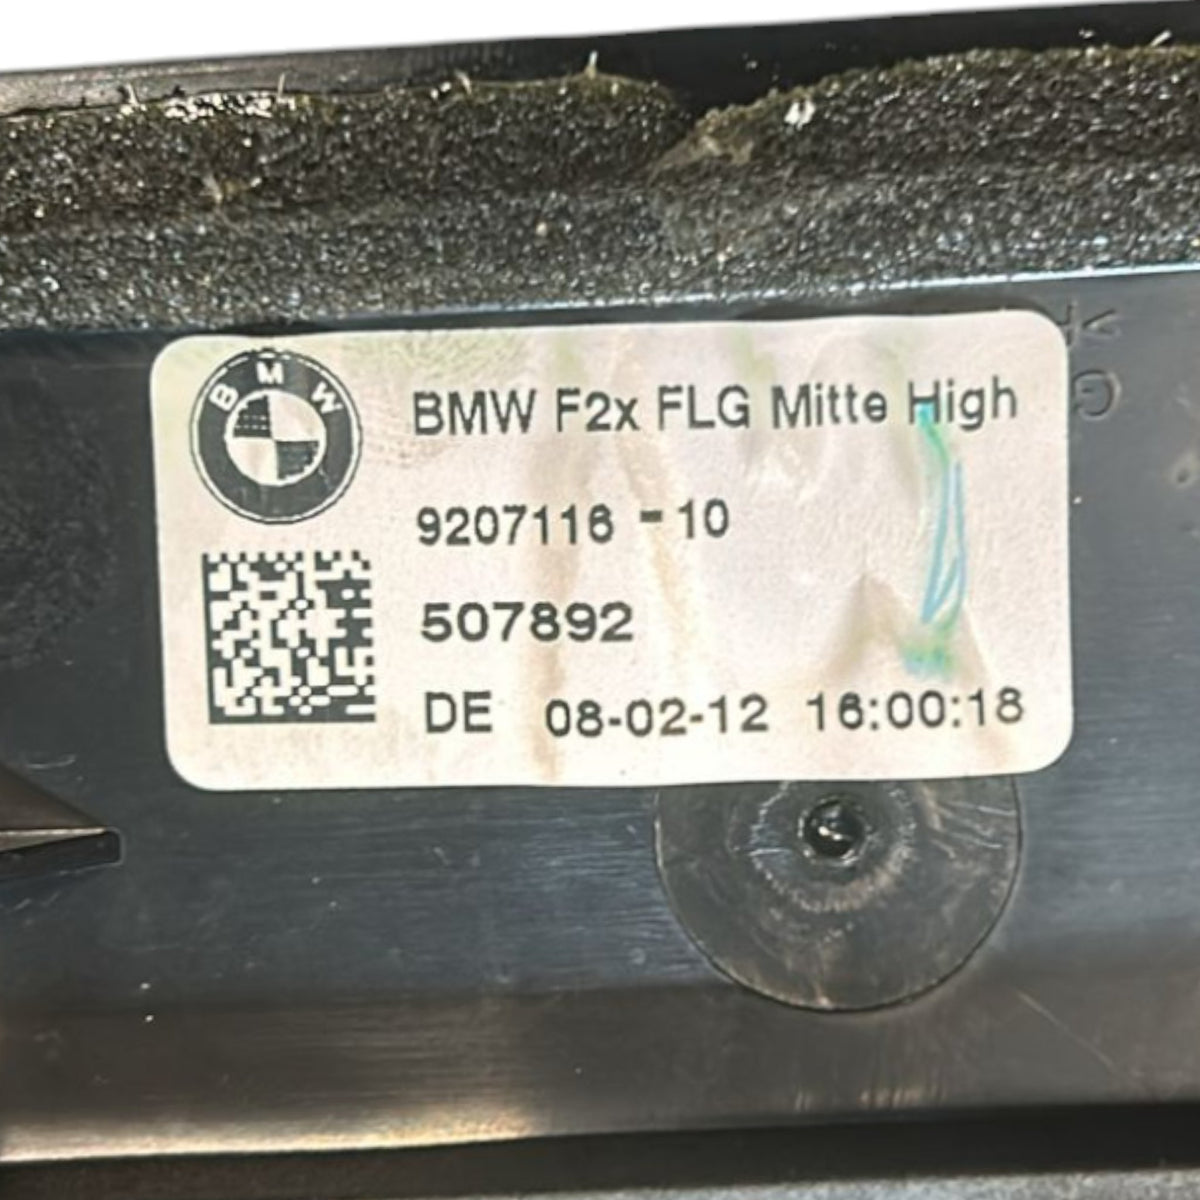 BMW
BMW F2x FLG Mitte High
9207116 - 10
507892
DE 08-02-12 16:00:18